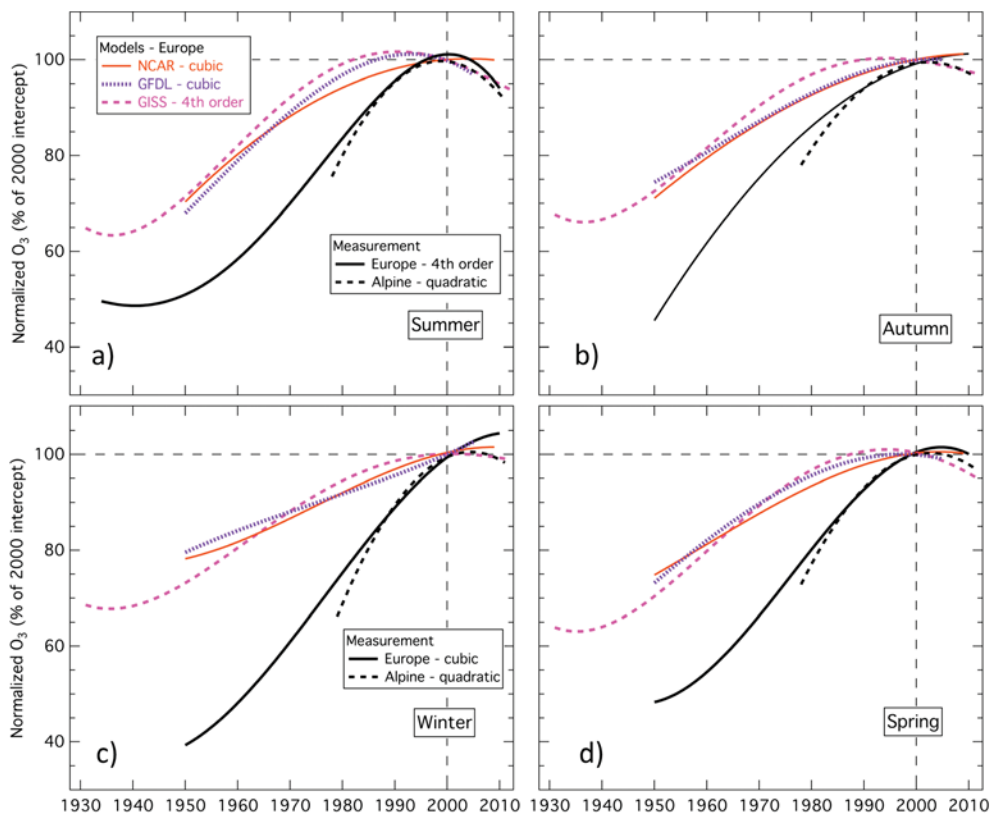 Models - Europe
NCAR - cubic
GFDL - cubic
GISS - 4th order
Measurement
Europe - 4th order
Alpine - quadratic
Summer
a)
Normalized O3 (% of 2000 intercept)
100
80
60
40
Autumn
b)
Measurement
Europe - cubic
Alpine - quadratic
Winter
c)
Normalized O3 (% of 2000 intercept)
100
80
60
40
1930 1940 1950 1960 1970 1980 1990 2000 2010
Spring
d)
1930 1940 1950 1960 1970 1980 1990 2000 2010